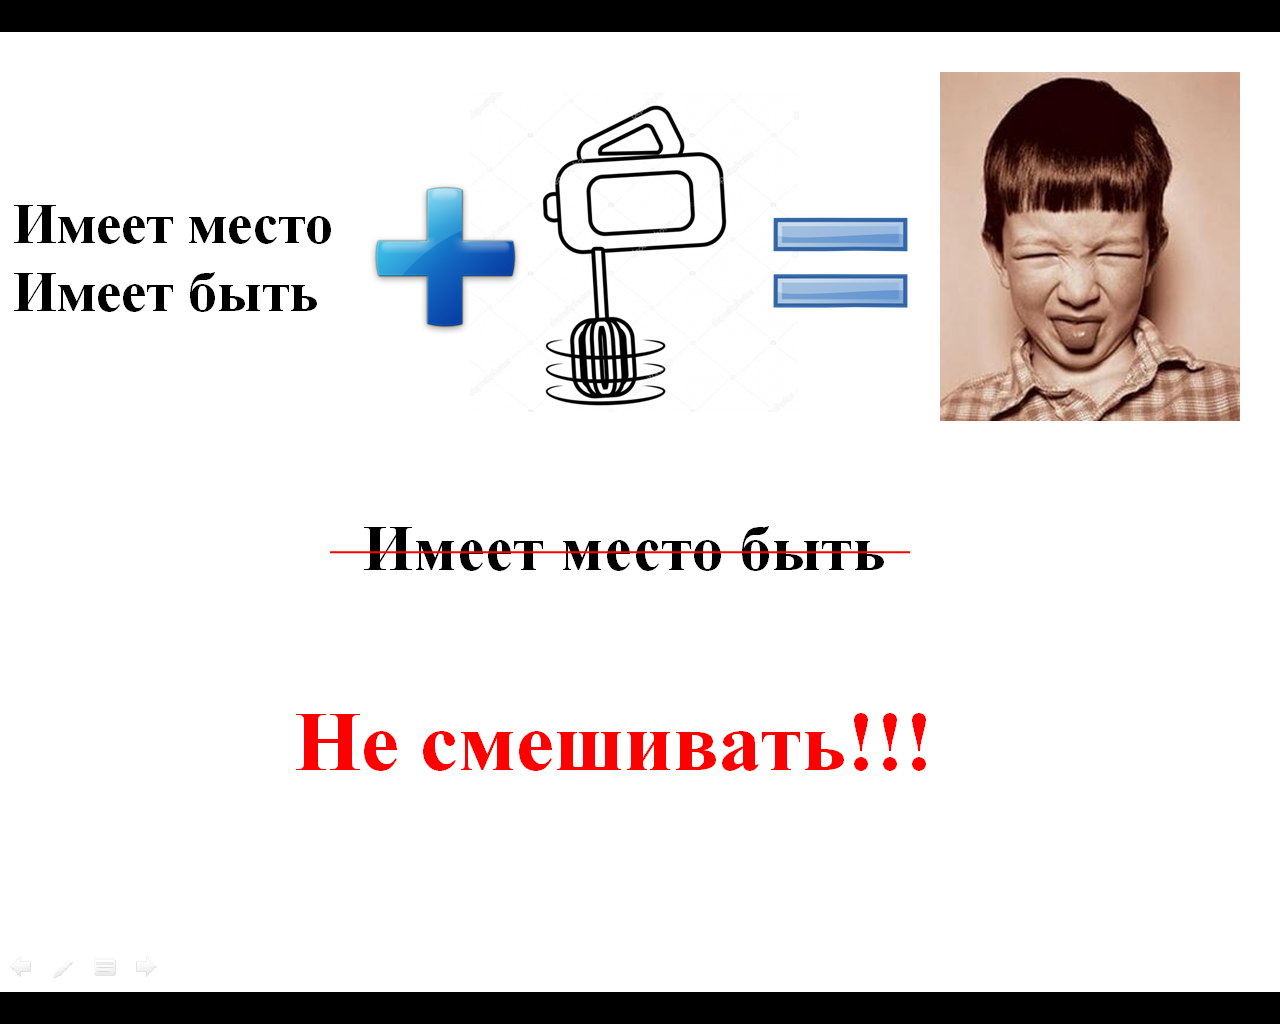 Имеет место
Имеет быть
Имеет место быть
Не смешивать!!!